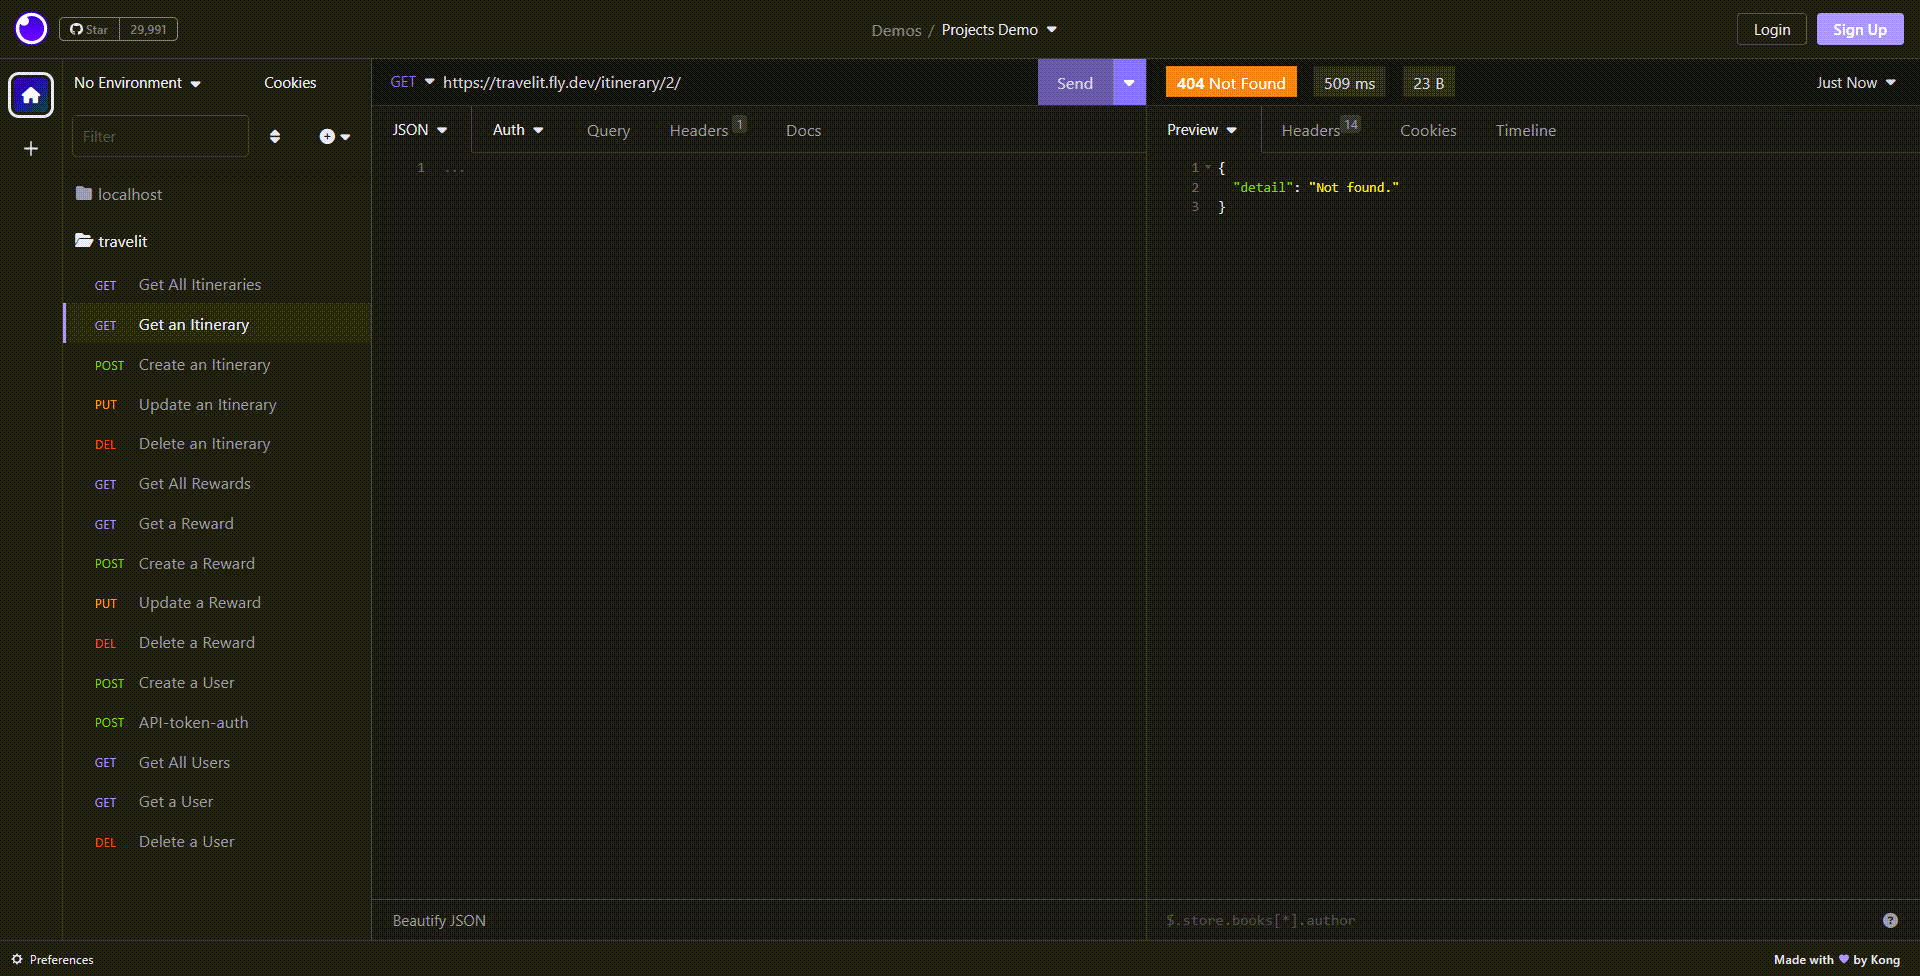 Star 29,991
Demos / Projects Demo
Login Sign Up
No Environment Cookies
Filter
localhost
travelit
GET Get All Itineraries
GET Get an Itinerary
POST Create an Itinerary
PUT Update an Itinerary
DEL Delete an Itinerary
GET Get All Rewards
GET Get a Reward
POST Create a Reward
PUT Update a Reward
DEL Delete a Reward
POST Create a User
POST API-token-auth
GET Get All Users
GET Get a User
DEL Delete a User
GET https://travelit.fly.dev/itinerary/2/ Send
JSON Auth Query Headers 1 Docs
1 ...
Beautify JSON
404 Not Found 509 ms 23 B Just Now
Preview Headers 14 Cookies Timeline
1 {
2 "detail": "Not found."
3 }
$.store.books[*].author ?
Preferences
Made with ♥ by Kong